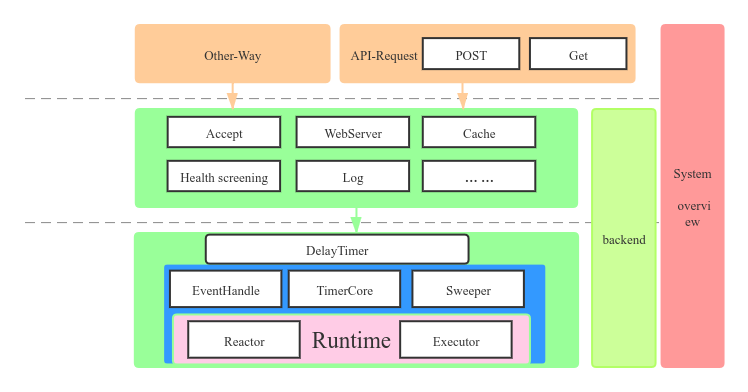 Other-Way
API-Request
POST
Get
Accept
WebServer
Cache
Health screening
Log
... ...
DelayTimer
EventHandle
TimerCore
Sweeper
Reactor
Runtime
Executor
backend
System
overvi
ew